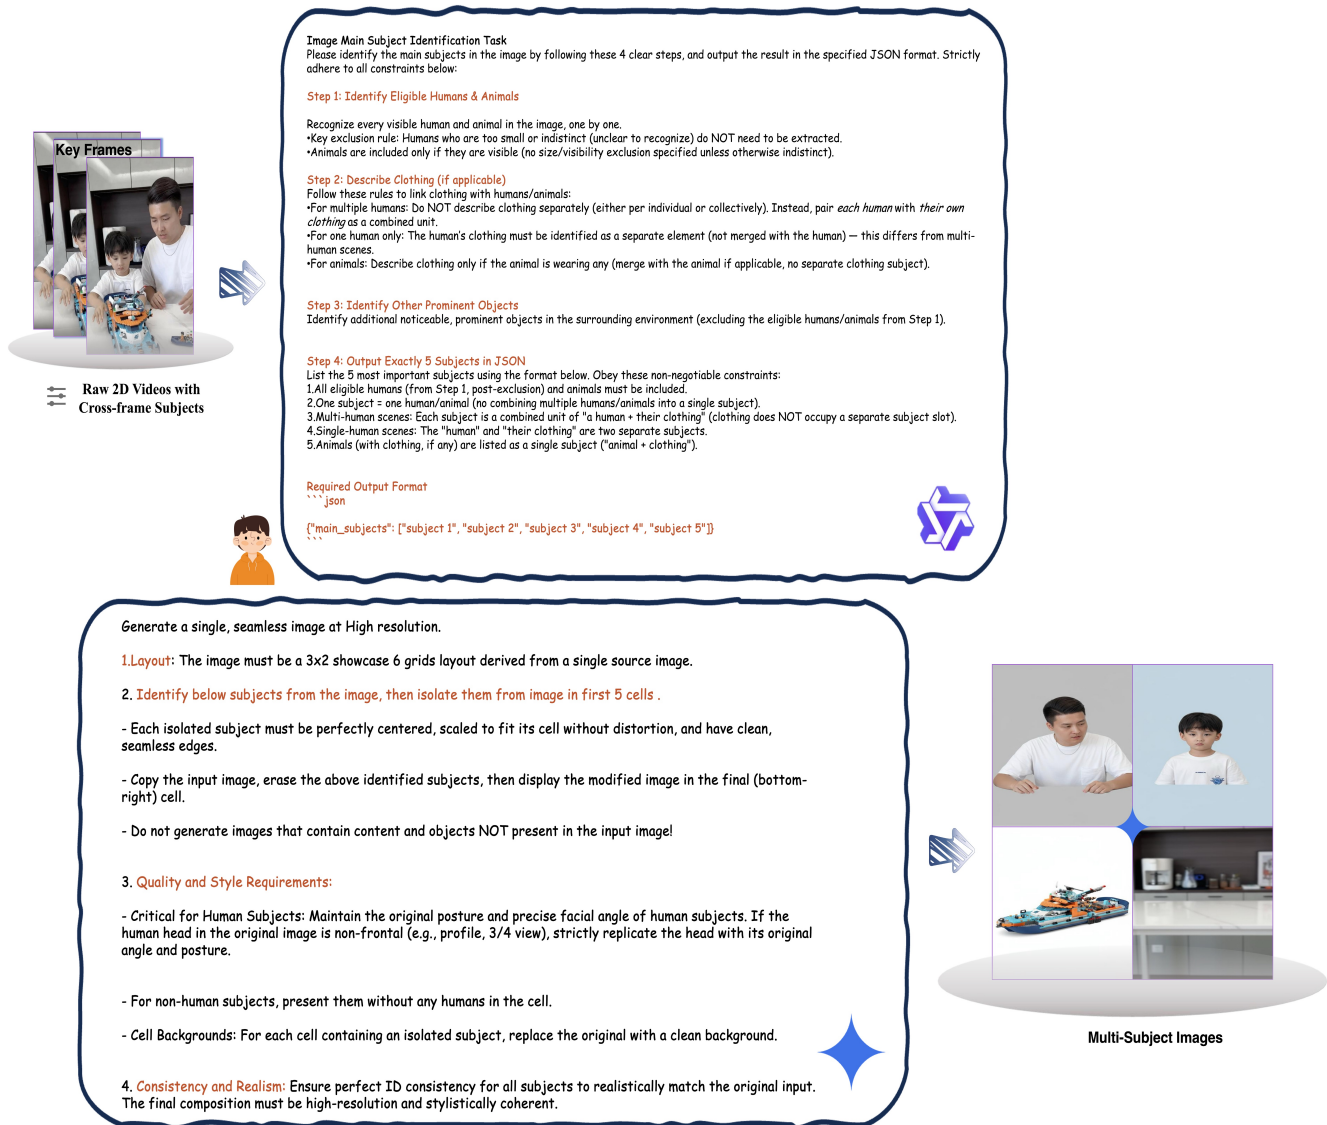 Image Main Subject Identification Task
Please identify the main subjects in the image by following these 4 clear steps, and output the result in the specified JSON format. Strictly
adhere to all constraints below:
Step 1: Identify Eligible Humans & Animals
Recognize every visible human and animal in the image, one by one.
•Key exclusion rule: Humans who are too small or indistinct (unclear to recognize) do NOT need to be extracted.
•Animals are included only if they are visible (no size/visibility exclusion specified unless otherwise indistinct).
Step 2: Describe Clothing (if applicable)
Follow these rules to link clothing with humans/animals:
•For multiple humans: Do NOT describe clothing separately (either per individual or collectively). Instead, pair each human with their own
clothing as a combined unit.
•For one human only: The human's clothing must be identified as a separate element (not merged with the human) — this differs from multi-
human scenes.
•For animals: Describe clothing only if the animal is wearing any (merge with the animal if applicable, no separate clothing subject).
Step 3: Identify Other Prominent Objects
Identify additional noticeable, prominent objects in the surrounding environment (excluding the eligible humans/animals from Step 1).
Step 4: Output Exactly 5 Subjects in JSON
List the 5 most important subjects using the format below. Obey these non-negotiable constraints:
1.All eligible humans (from Step 1, post-exclusion) and animals must be included.
2.One subject = one human/animal (no combining multiple humans/animals into a single subject).
3.Multi-human scenes: Each subject is a combined unit of "a human + their clothing" (clothing does NOT occupy a separate subject slot).
4.Single-human scenes: The "human" and "their clothing" are two separate subjects.
5.Animals (with clothing, if any) are listed as a single subject ("animal + clothing").
Required Output Format
```json
{"main_subjects": ["subject 1", "subject 2", "subject 3", "subject 4", "subject 5"]}
```
Key Frames
Raw 2D Videos with
Cross-frame Subjects
Generate a single, seamless image at High resolution.
1.Layout: The image must be a 3x2 showcase 6 grids layout derived from a single source image.
2. Identify below subjects from the image, then isolate them from image in first 5 cells .
- Each isolated subject must be perfectly centered, scaled to fit its cell without distortion, and have clean,
seamless edges.
- Copy the input image, erase the above identified subjects, then display the modified image in the final (bottom-
right) cell.
- Do not generate images that contain content and objects NOT present in the input image!
3. Quality and Style Requirements:
- Critical for Human Subjects: Maintain the original posture and precise facial angle of human subjects. If the
human head in the original image is non-frontal (e.g., profile, 3/4 view), strictly replicate the head with its original
angle and posture.
- For non-human subjects, present them without any humans in the cell.
- Cell Backgrounds: For each cell containing an isolated subject, replace the original with a clean background.
4. Consistency and Realism: Ensure perfect ID consistency for all subjects to realistically match the original input.
The final composition must be high-resolution and stylistically coherent.
Multi-Subject Images